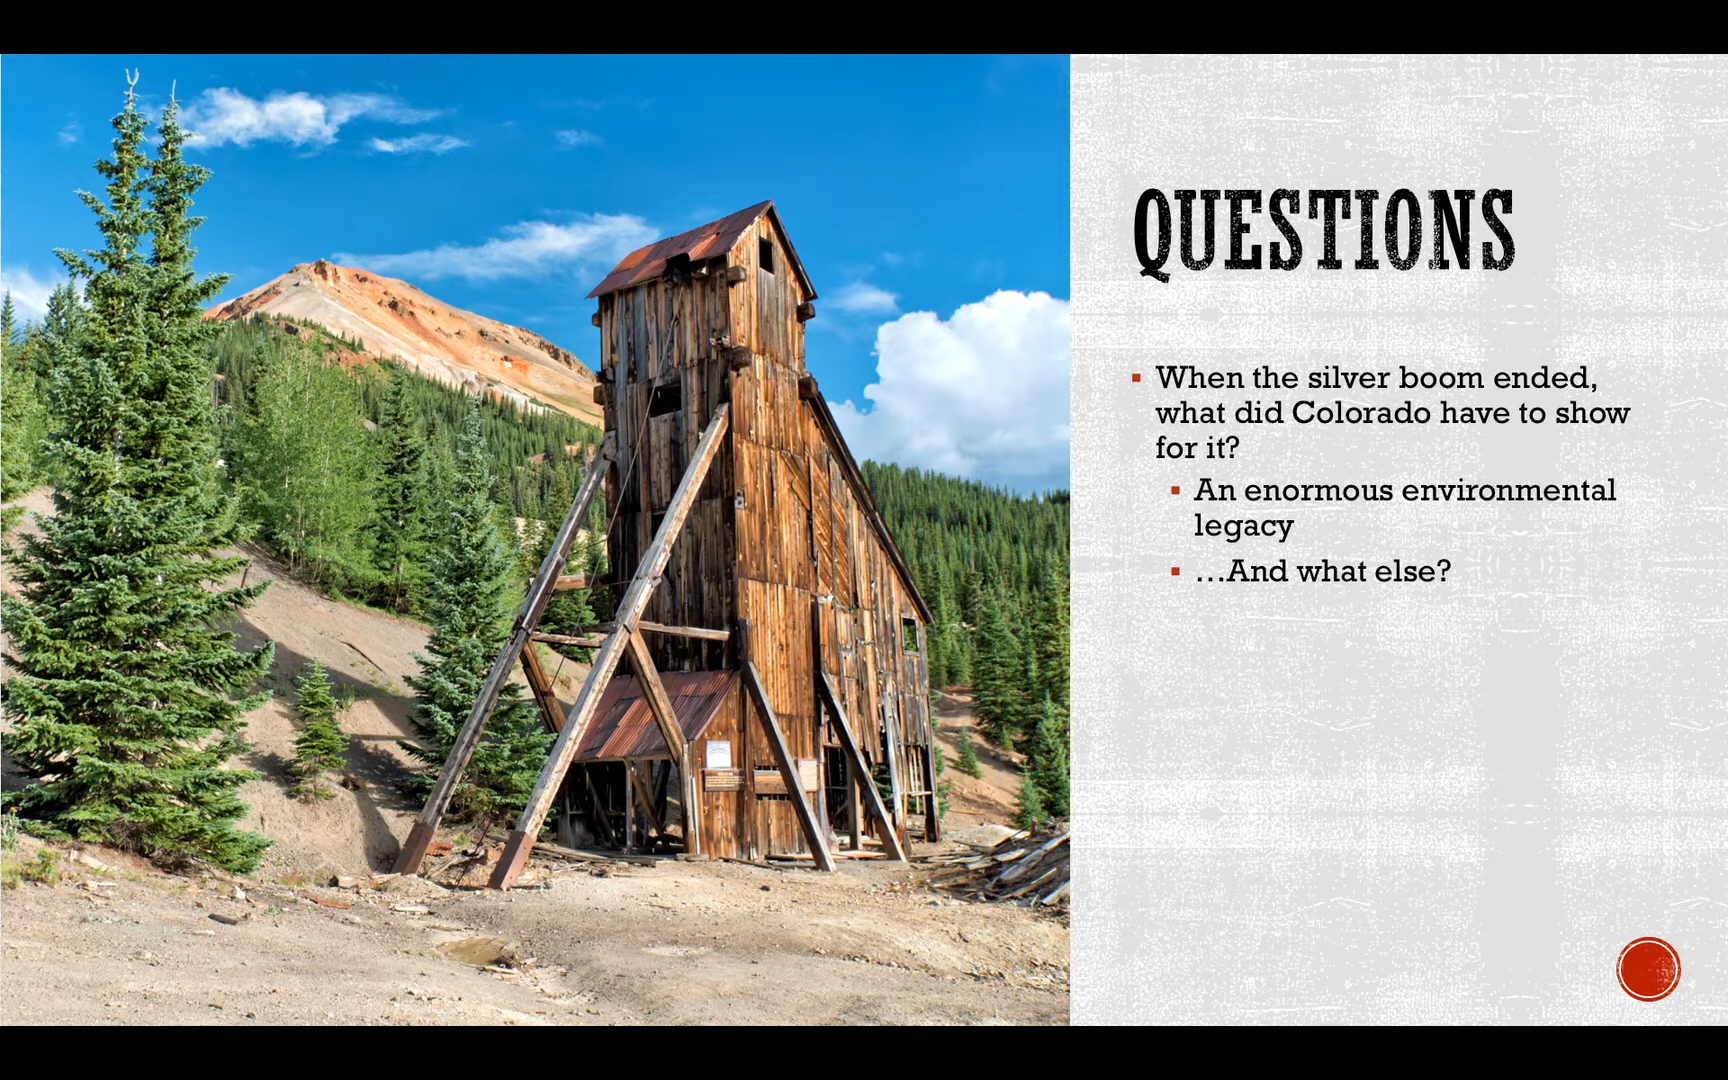 QUESTIONS
▪ When the silver boom ended,
what did Colorado have to show
for it?
▪ An enormous environmental
legacy
▪ …And what else?